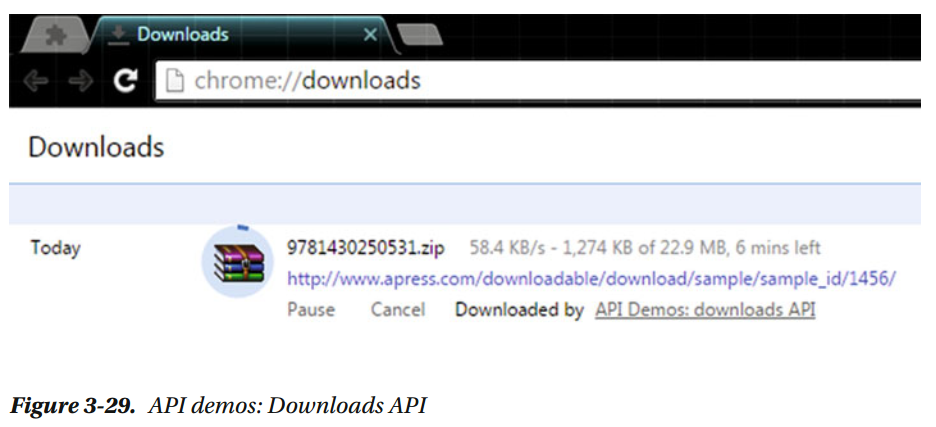 Downloads
chrome://downloads
Downloads
Today
9781430250531.zip 58.4 KB/s - 1,274 KB of 22.9 MB, 6 mins left
http://www.apress.com/downloadable/download/sample/sample_id/1456/
Pause Cancel Downloaded by API Demos: downloads API
Figure 3-29. API demos: Downloads API